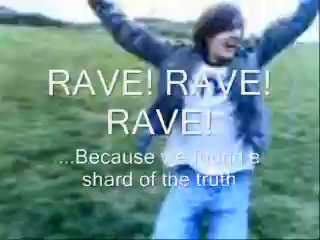 RAVE! RAVE!
RAVE!
...Because we found a
shard of the truth